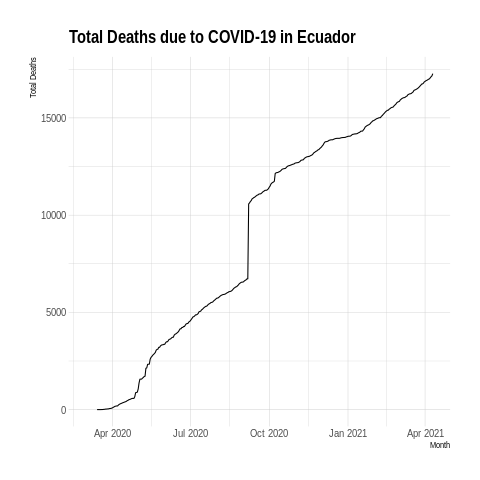 Total Deaths due to COVID-19 in Ecuador
Total Deaths
15000
10000
5000
0
Apr 2020 Jul 2020 Oct 2020 Jan 2021 Apr 2021
Month